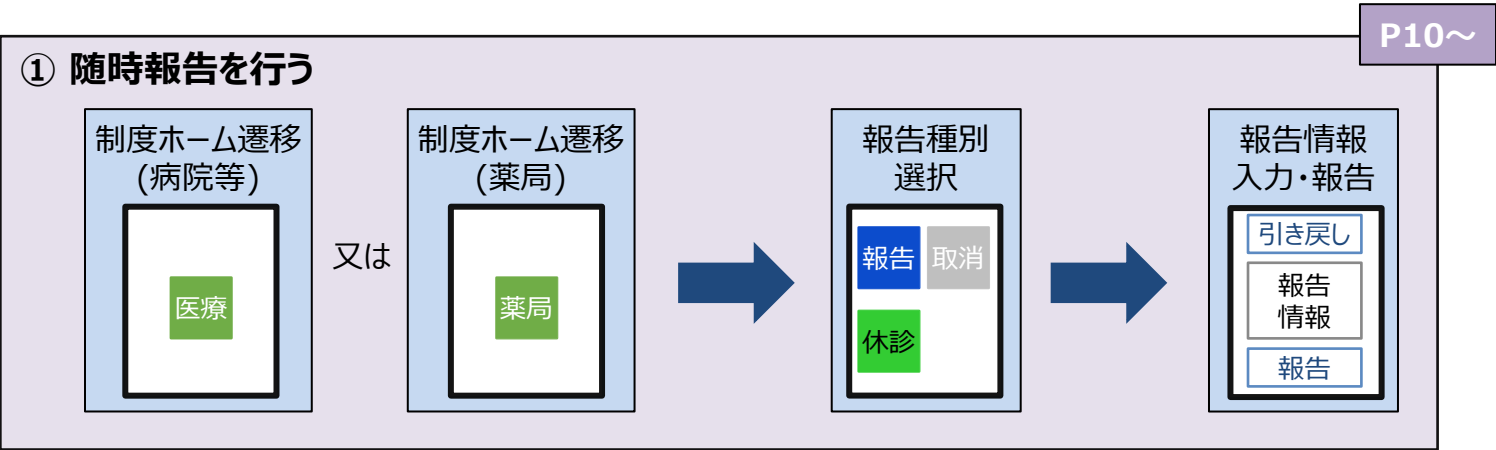 P10~
① 随時報告を行う
制度ホーム遷移
(病院等)
医療
又は
制度ホーム遷移
(薬局)
薬局
報告種別
選択
報告
取消
休診
報告情報
入力・報告
引き戻し
報告
情報
報告